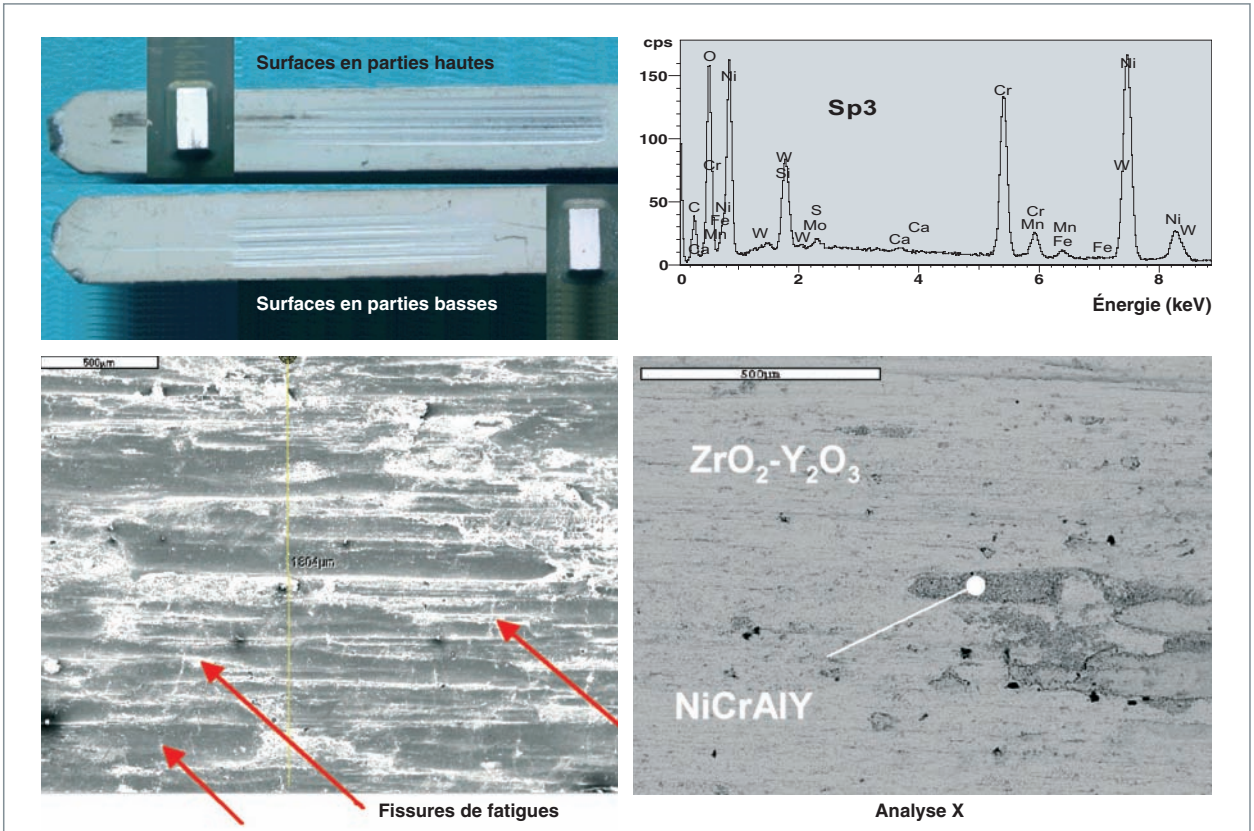 Surfaces en parties hautes
Surfaces en parties basses
cps
150
100
50
0
Sp3
O
Ni
Cr
C
Ca
Cr
Ni
Fe
Mn
W
W
Si
W
S
Mo
Ca
Ca
Cr
Cr
Mn
Mn
Fe
Fe
Ni
W
Ni
W
0 2 4 6 8
Énergie (keV)
500µm
1804µm
Fissures de fatigues
500µm
ZrO₂-Y₂O₃
NiCrAlY
Analyse X